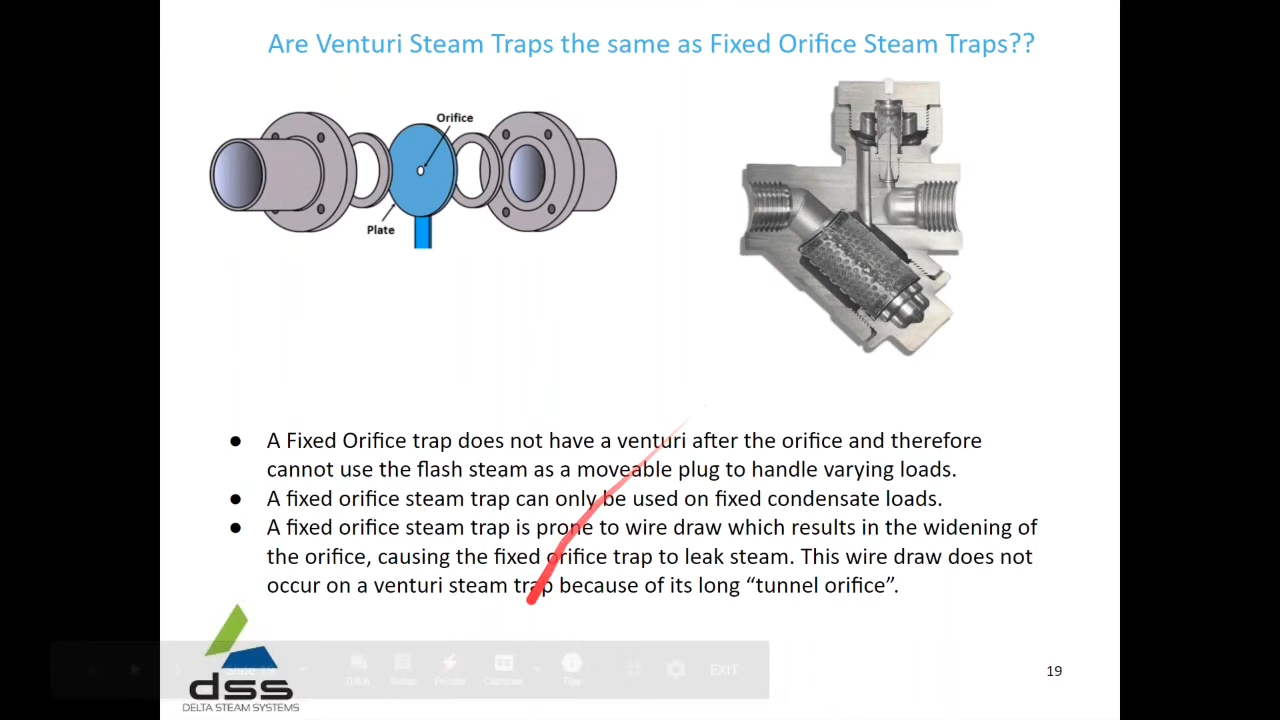 Are Venturi Steam Traps the same as Fixed Orifice Steam Traps??
Orifice
Plate
● A Fixed Orifice trap does not have a venturi after the orifice and therefore
cannot use the flash steam as a moveable plug to handle varying loads.
● A fixed orifice steam trap can only be used on fixed condensate loads.
● A fixed orifice steam trap is prone to wire draw which results in the widening of
the orifice, causing the fixed orifice trap to leak steam. This wire draw does not
occur on a venturi steam trap because of its long “tunnel orifice”.
Q&A
Notes
Pointer
Captions
Tips
EXIT
dss
DELTA STEAM SYSTEMS
19